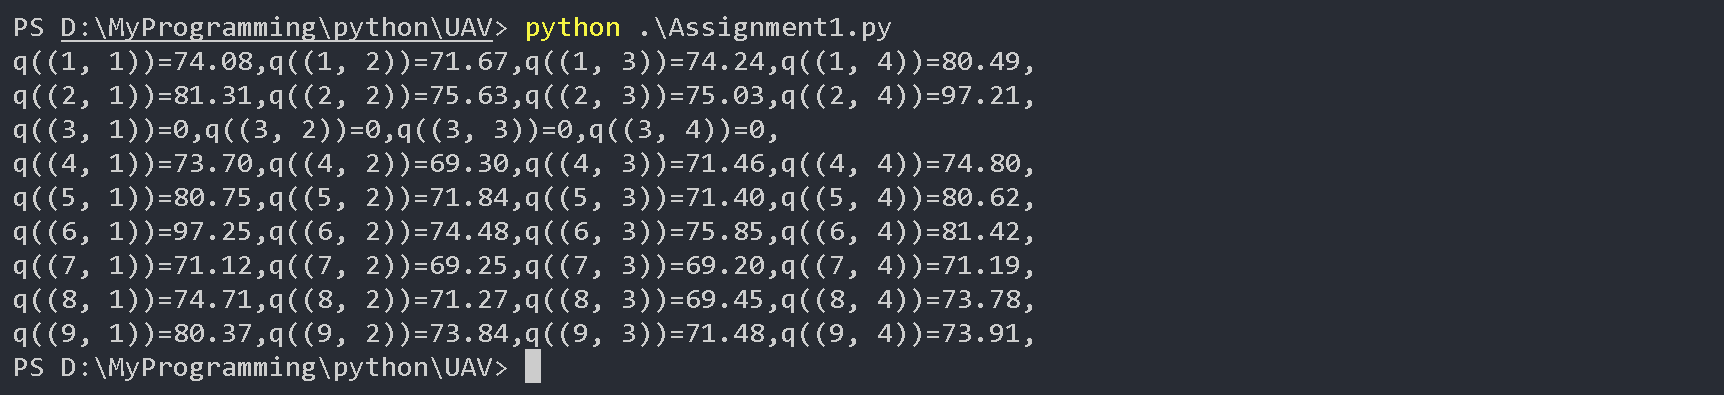 PS D:\MyProgramming\python\UAV> python .\Assignment1.py
q((1, 1))=74.08,q((1, 2))=71.67,q((1, 3))=74.24,q((1, 4))=80.49,
q((2, 1))=81.31,q((2, 2))=75.63,q((2, 3))=75.03,q((2, 4))=97.21,
q((3, 1))=0,q((3, 2))=0,q((3, 3))=0,q((3, 4))=0,
q((4, 1))=73.70,q((4, 2))=69.30,q((4, 3))=71.46,q((4, 4))=74.80,
q((5, 1))=80.75,q((5, 2))=71.84,q((5, 3))=71.40,q((5, 4))=80.62,
q((6, 1))=97.25,q((6, 2))=74.48,q((6, 3))=75.85,q((6, 4))=81.42,
q((7, 1))=71.12,q((7, 2))=69.25,q((7, 3))=69.20,q((7, 4))=71.19,
q((8, 1))=74.71,q((8, 2))=71.27,q((8, 3))=69.45,q((8, 4))=73.78,
q((9, 1))=80.37,q((9, 2))=73.84,q((9, 3))=71.48,q((9, 4))=73.91,
PS D:\MyProgramming\python\UAV>